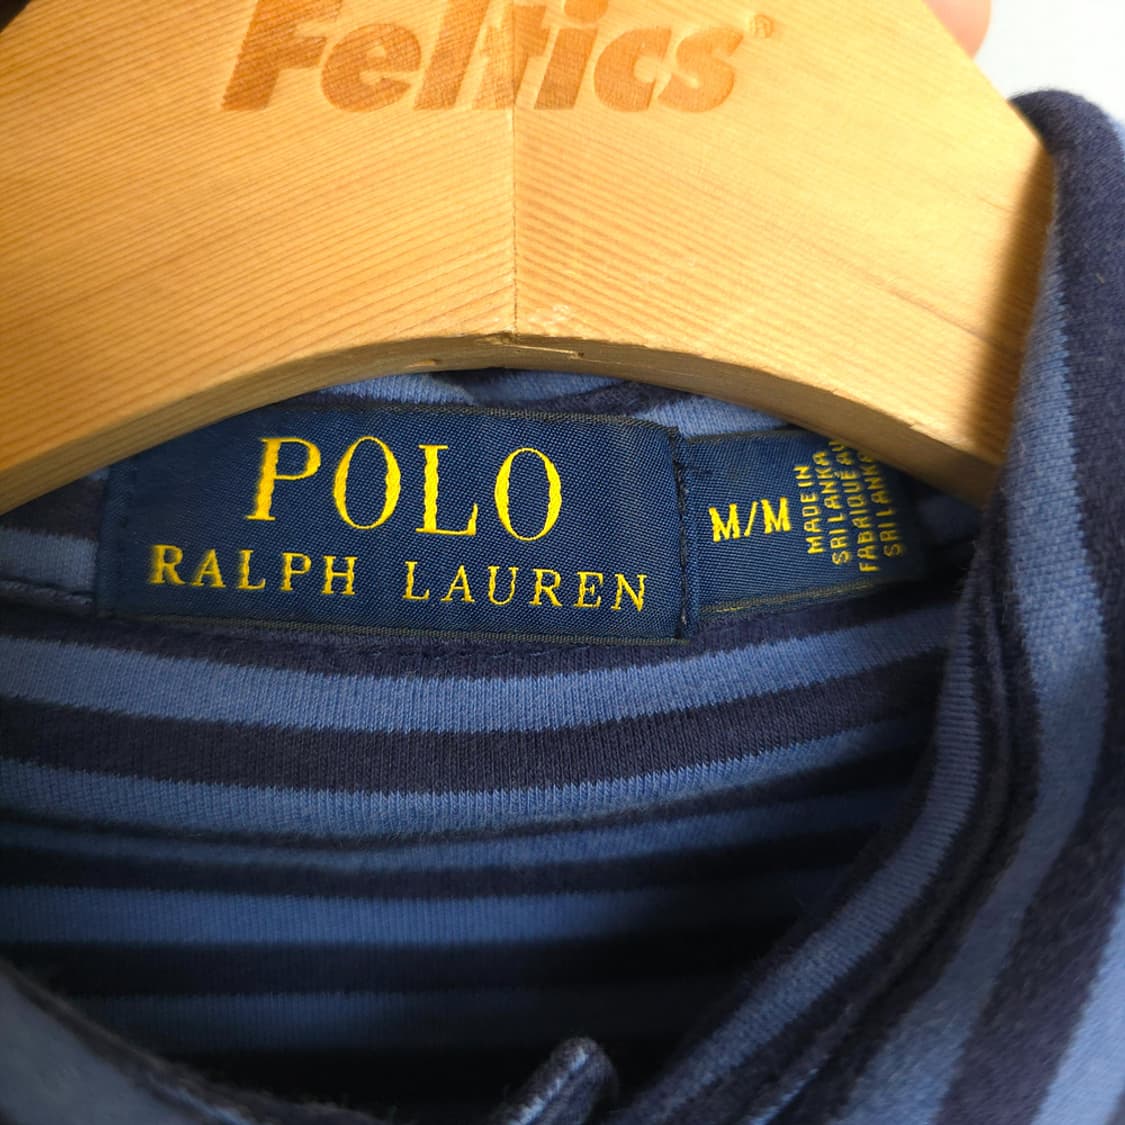 Feltics
POLO
RALPH LAUREN
M/M
MADE IN
SRI LANKA
FABRIQUÉ AU
SRI LANKA